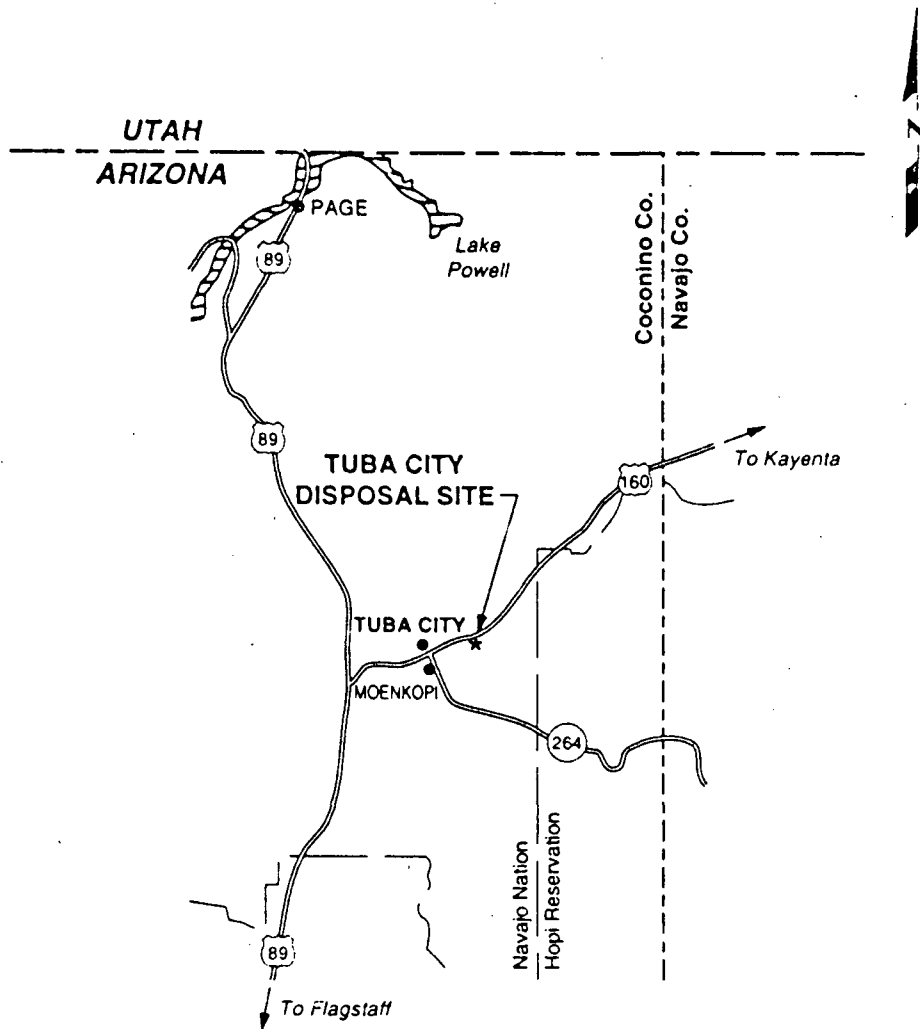 UTAH
ARIZONA
N
PAGE
Lake
Powell
89
Coconino Co.
Navajo Co.
89
TUBA CITY
DISPOSAL SITE
160
To Kayenta
TUBA CITY
MOENKOPI
264
Navajo Nation
Hopi Reservation
89
To Flagstaff